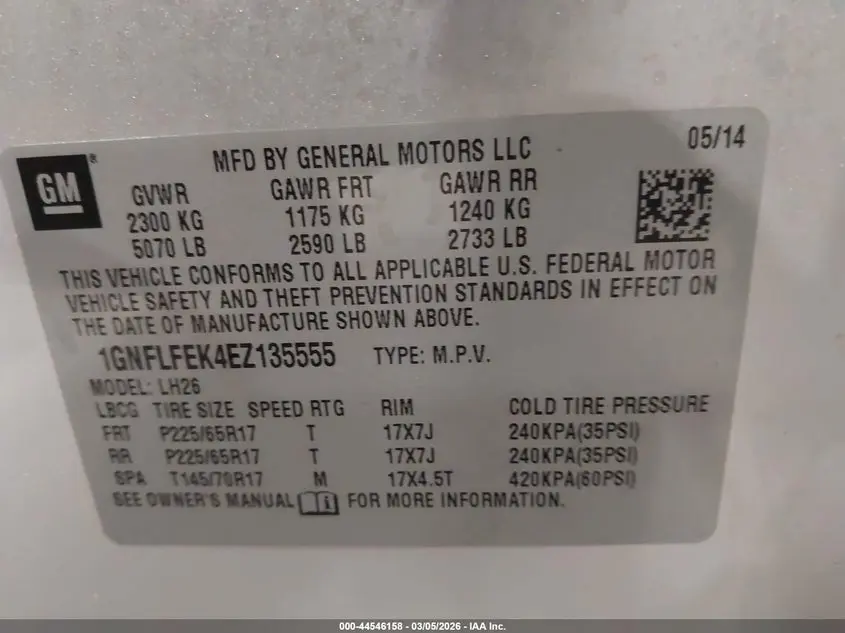 GM ® MFD BY GENERAL MOTORS LLC 05/14
GVWR GAWR FRT GAWR RR
2300 KG 1175 KG 1240 KG
5070 LB 2590 LB 2733 LB
THIS VEHICLE CONFORMS TO ALL APPLICABLE U.S. FEDERAL MOTOR
VEHICLE SAFETY AND THEFT PREVENTION STANDARDS IN EFFECT ON
THE DATE OF MANUFACTURE SHOWN ABOVE.
1GNFLFEK4EZ135555 TYPE: M.P.V.
MODEL: LH26
LBCG TIRE SIZE SPEED RTG RIM COLD TIRE PRESSURE
FRT P225/65R17 T 17X7J 240KPA(35PSI)
RR P225/65R17 T 17X7J 240KPA(35PSI)
SPA T145/70R17 M 17X4.5T 420KPA(60PSI)
SEE OWNER'S MANUAL i FOR MORE INFORMATION.
000-44546158 - 03/05/2026 - IAA Inc.